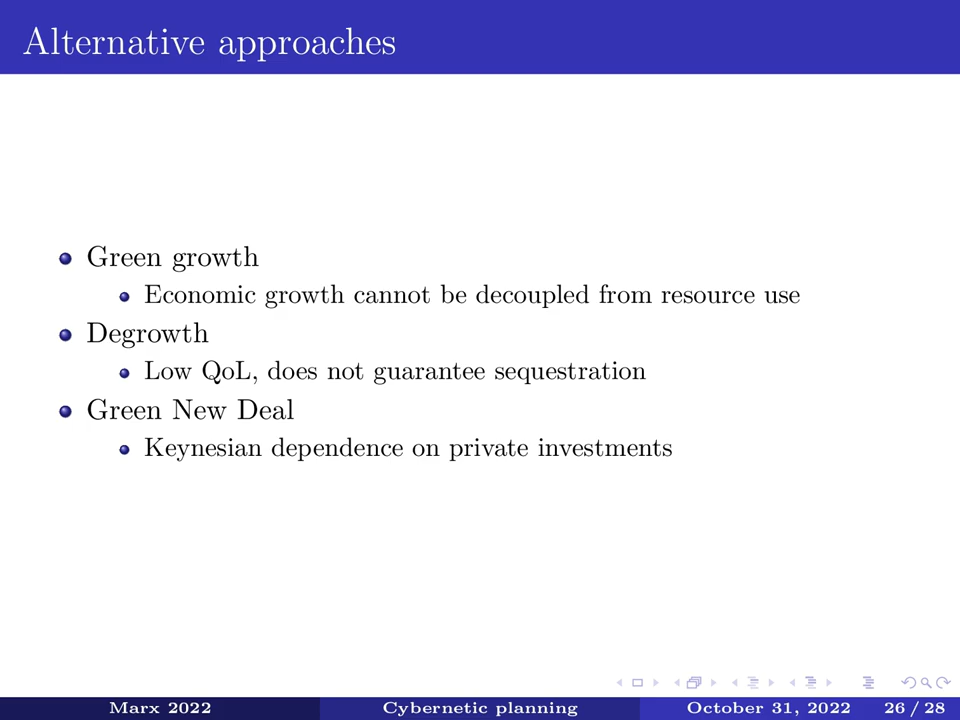 Alternative approaches
Green growth
Economic growth cannot be decoupled from resource use
Degrowth
Low QoL, does not guarantee sequestration
Green New Deal
Keynesian dependence on private investments
Marx 2022 Cybernetic planning October 31, 2022 26 / 28